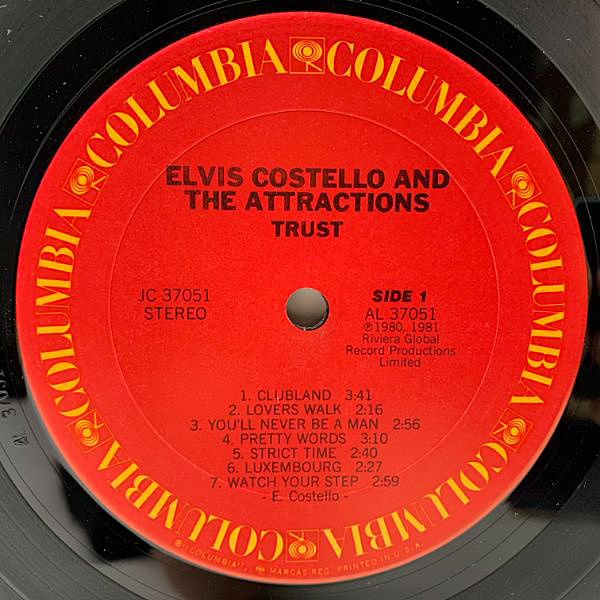 COLUMBIA COLUMBIA COLUMBIA COLUMBIA COLUMBIA COLUMBIA
ELVIS COSTELLO AND
THE ATTRACTIONS
TRUST
JC 37051
STEREO
SIDE 1
AL 37051
℗1980, 1981
Riviera Global
Record Productions
Limited
1. CLUBLAND 3:41
2. LOVERS WALK 2:16
3. YOU'LL NEVER BE A MAN 2:56
4. PRETTY WORDS 3:10
5. STRICT TIME 2:40
6. LUXEMBOURG 2:27
7. WATCH YOUR STEP 2:59
- E. Costello -
® "COLUMBIA", MARCAS REG. PRINTED IN U.S.A.